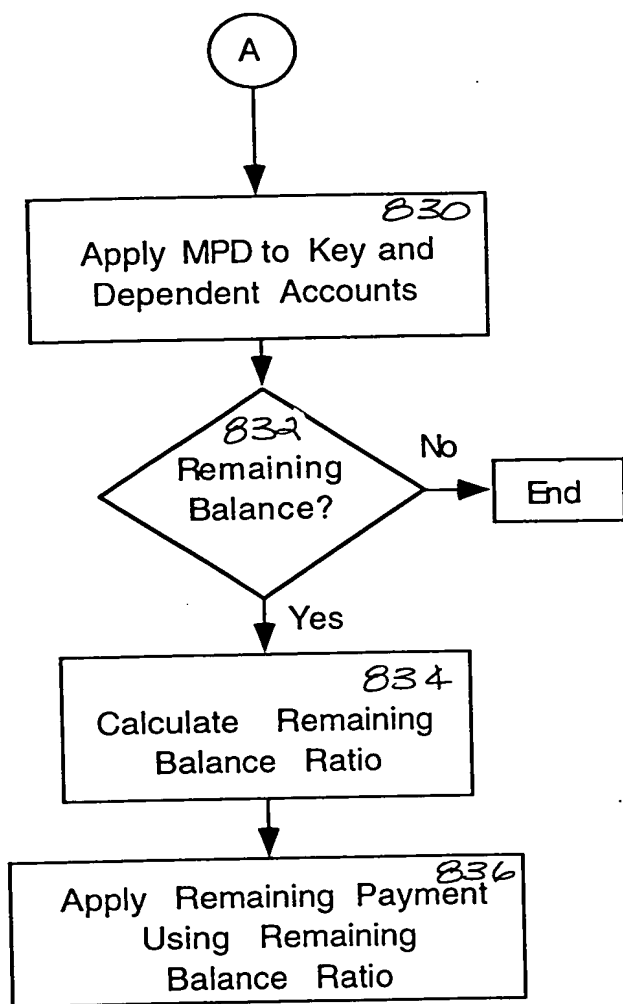 A
830
Apply MPD to Key and
Dependent Accounts
832
Remaining
Balance?
No
End
Yes
834
Calculate Remaining
Balance Ratio
836
Apply Remaining Payment
Using Remaining
Balance Ratio